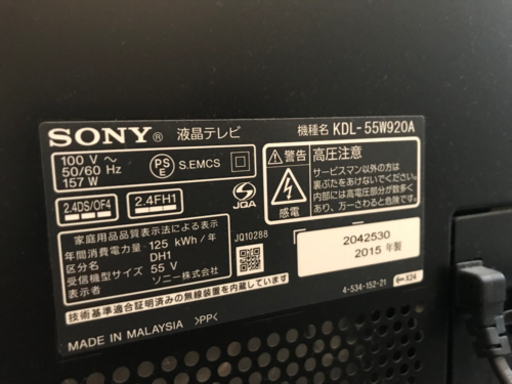 SONY® 液晶テレビ 機種名 KDL-55W920A
100 V～
50/60 Hz
157 W
PS
E
S.EMCS
2.4DS/OF4
2.4FH1
JQA
警告 高圧注意
サービスマン以外の方は
裏ぶたをあけないでください。
内部には高電圧部分が数多く
あり、万一さわると危険です。
感電
家庭用品品質表示法による表示
年間消費電力量: 125 kWh/年
区分名 DH1
受信機型サイズ 55 V
表示者 ソニー株式会社
JQ10288
2042530
2015 年製
技術基準適合証明済みの無線装置を内蔵しています。
4-534-152-21
X24
MADE IN MALAYSIA >PP<